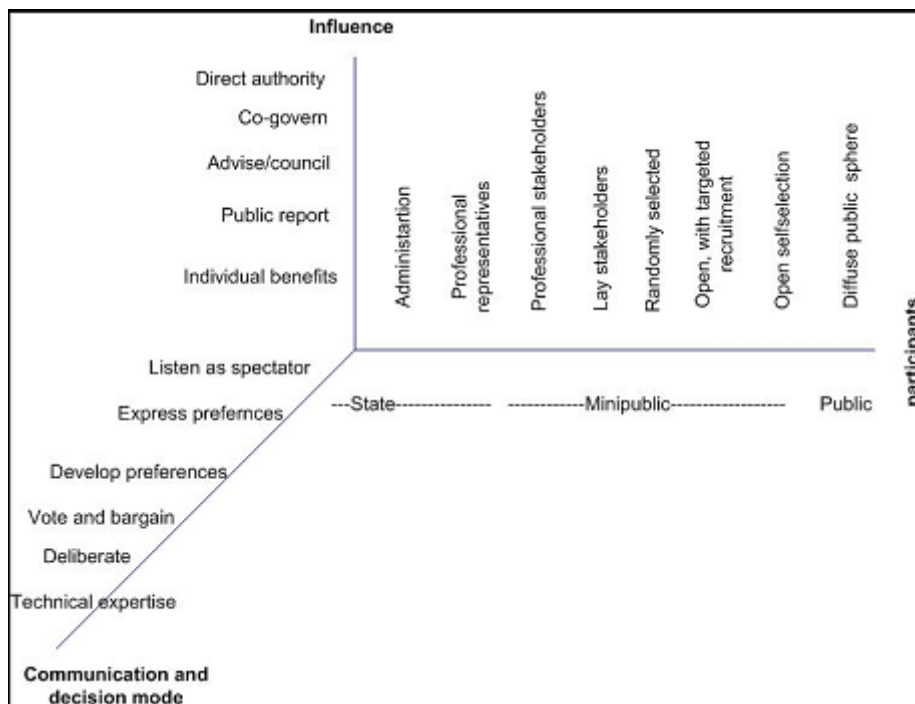 Influence
Direct authority
Co-govern
Advise/council
Public report
Individual benefits
Administartion
Professional
representatives
Professional stakeholders
Lay stakeholders
Randomly selected
Open, with targeted
recruitment
Open selfselection
Diffuse public sphere
participants
---State--------------- ------------Minipublic------------------ Public
Listen as spectator
Express prefernces
Develop preferences
Vote and bargain
Deliberate
Technical expertise
Communication and
decision mode